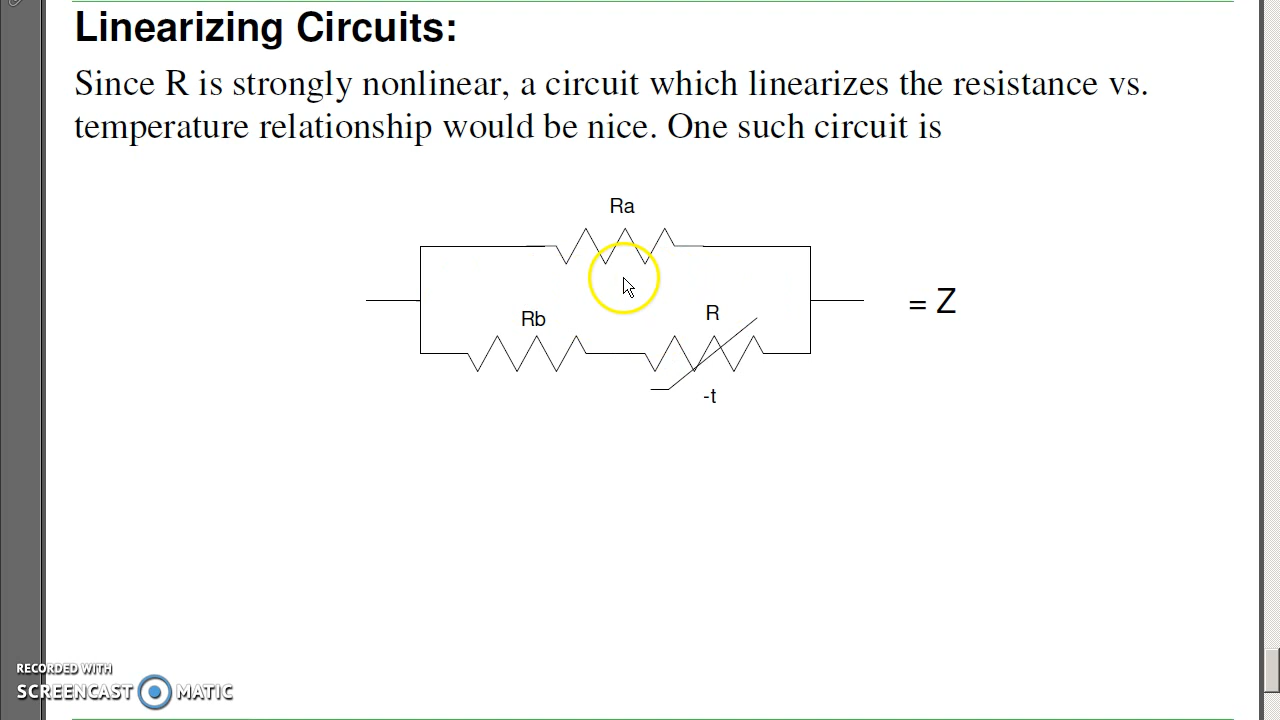 Linearizing Circuits:
Since R is strongly nonlinear, a circuit which linearizes the resistance vs.
temperature relationship would be nice. One such circuit is
Ra
Rb
R
= Z
-t
RECORDED WITH
SCREENCAST MATIC